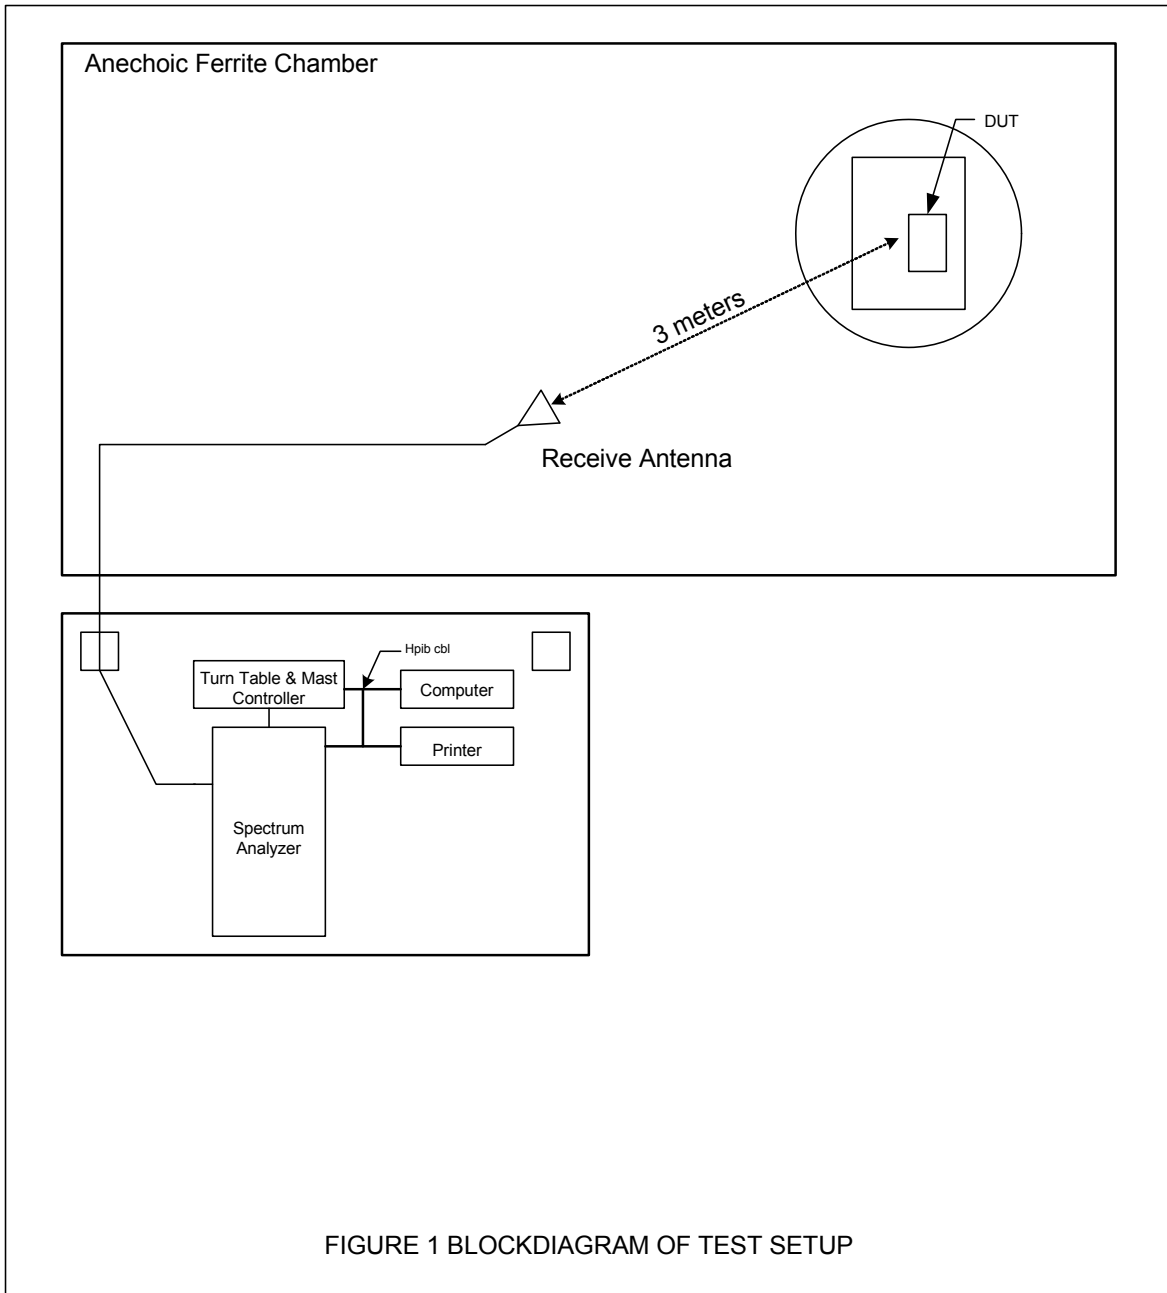 Anechoic Ferrite Chamber
DUT
3 meters
Receive Antenna
Hpib cbl
Turn Table & Mast
Controller
Computer
Printer
Spectrum
Analyzer
FIGURE 1 BLOCKDIAGRAM OF TEST SETUP